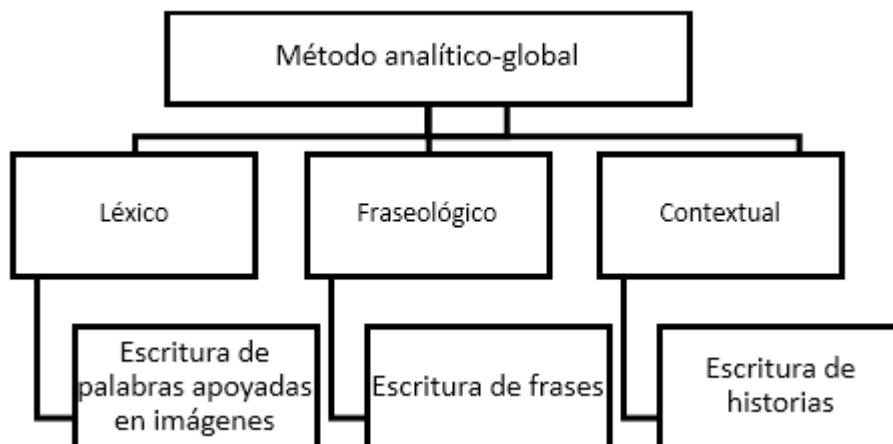 Método analítico-global
Léxico
Fraseológico
Contextual
Escritura de
palabras apoyadas
en imágenes
Escritura de frases
Escritura de
historias